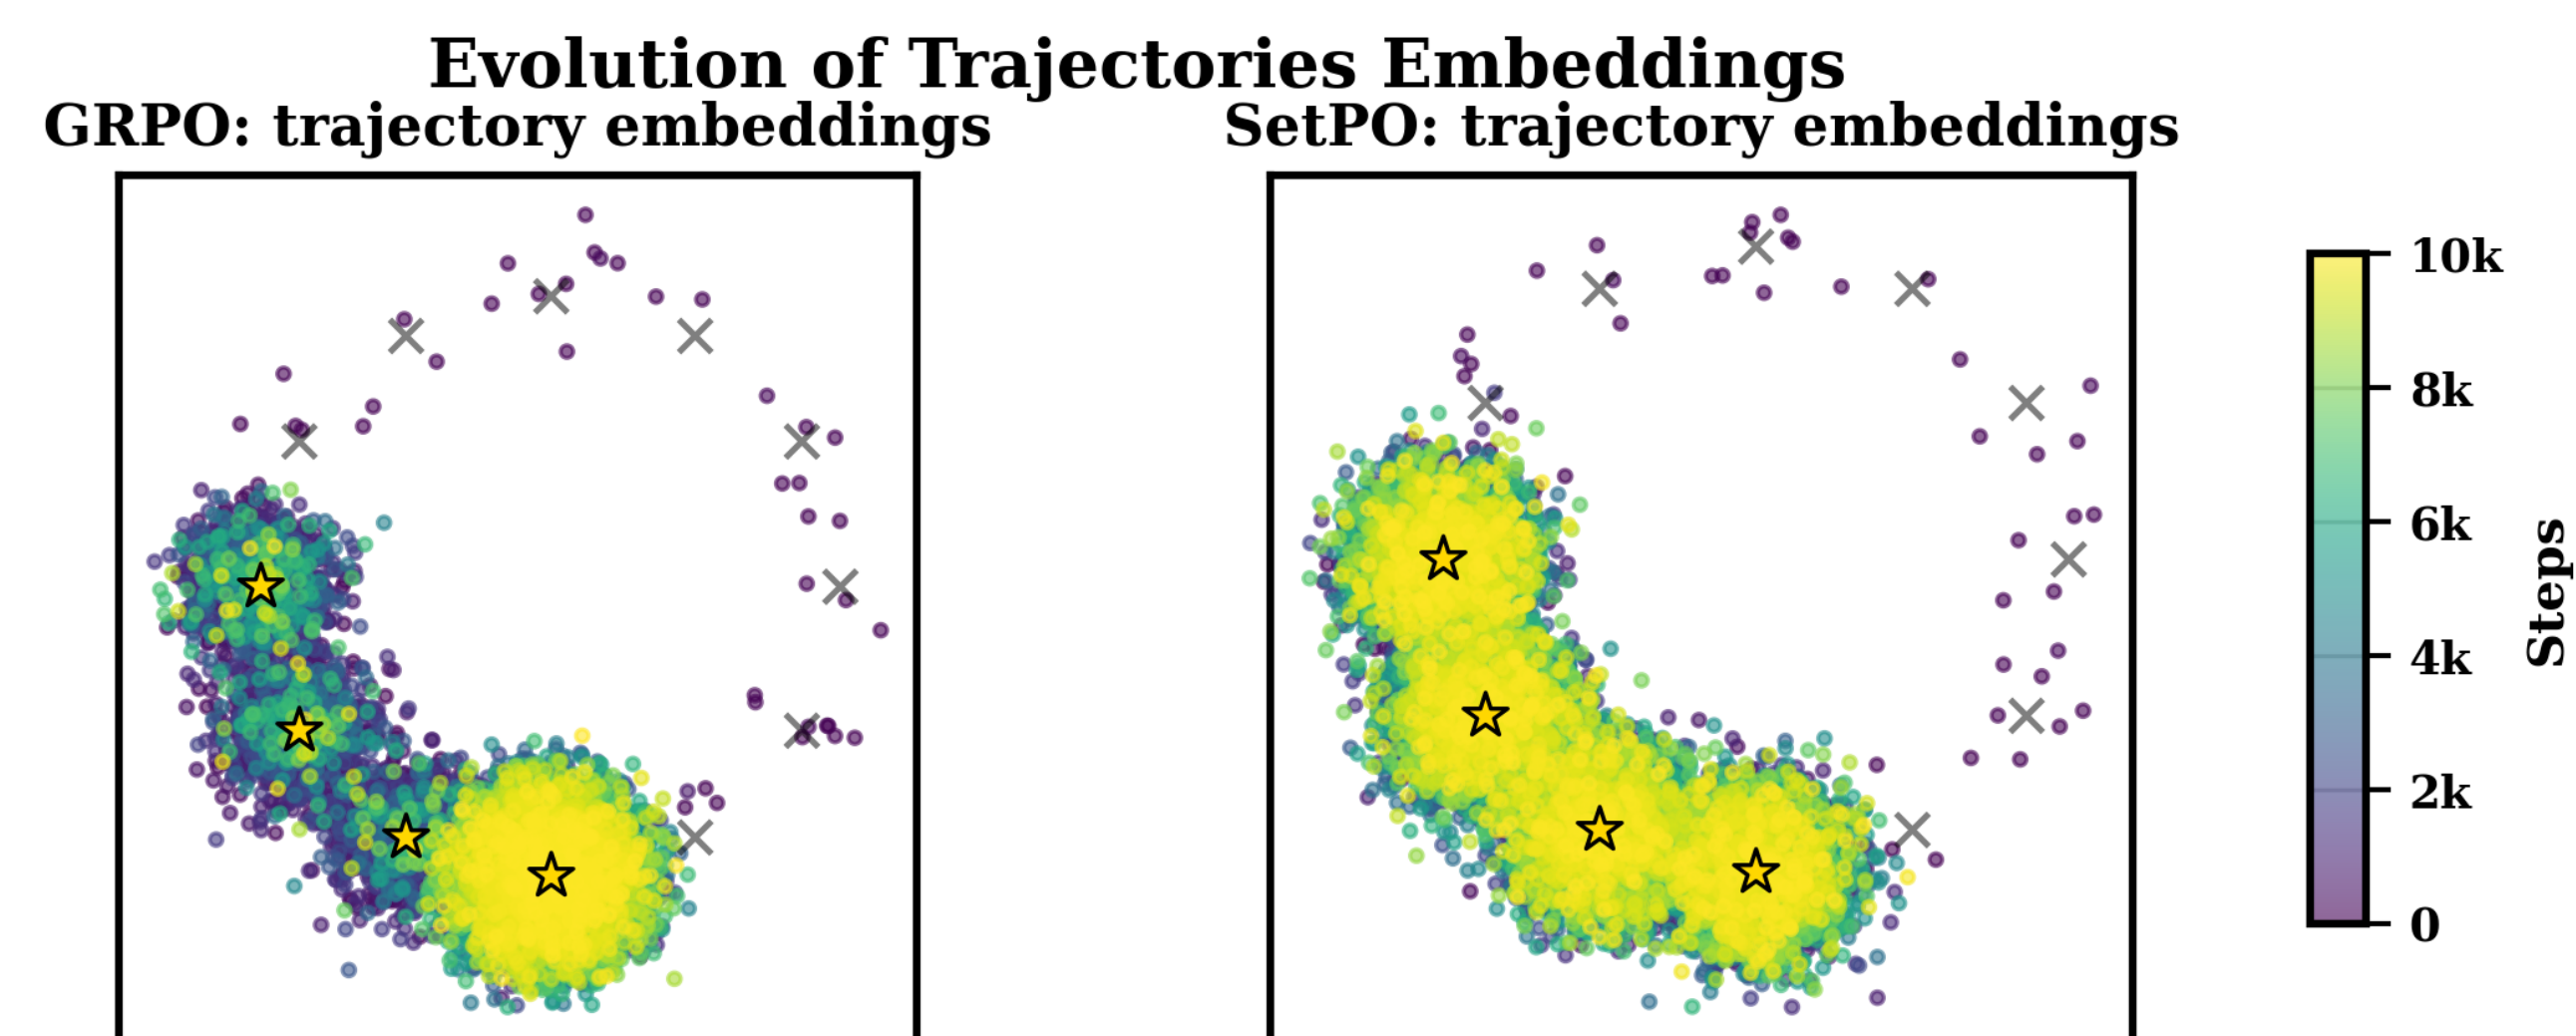 Evolution of Trajectories Embeddings
GRPO: trajectory embeddings
SetPO: trajectory embeddings
10k
8k
6k
4k
2k
0
Steps